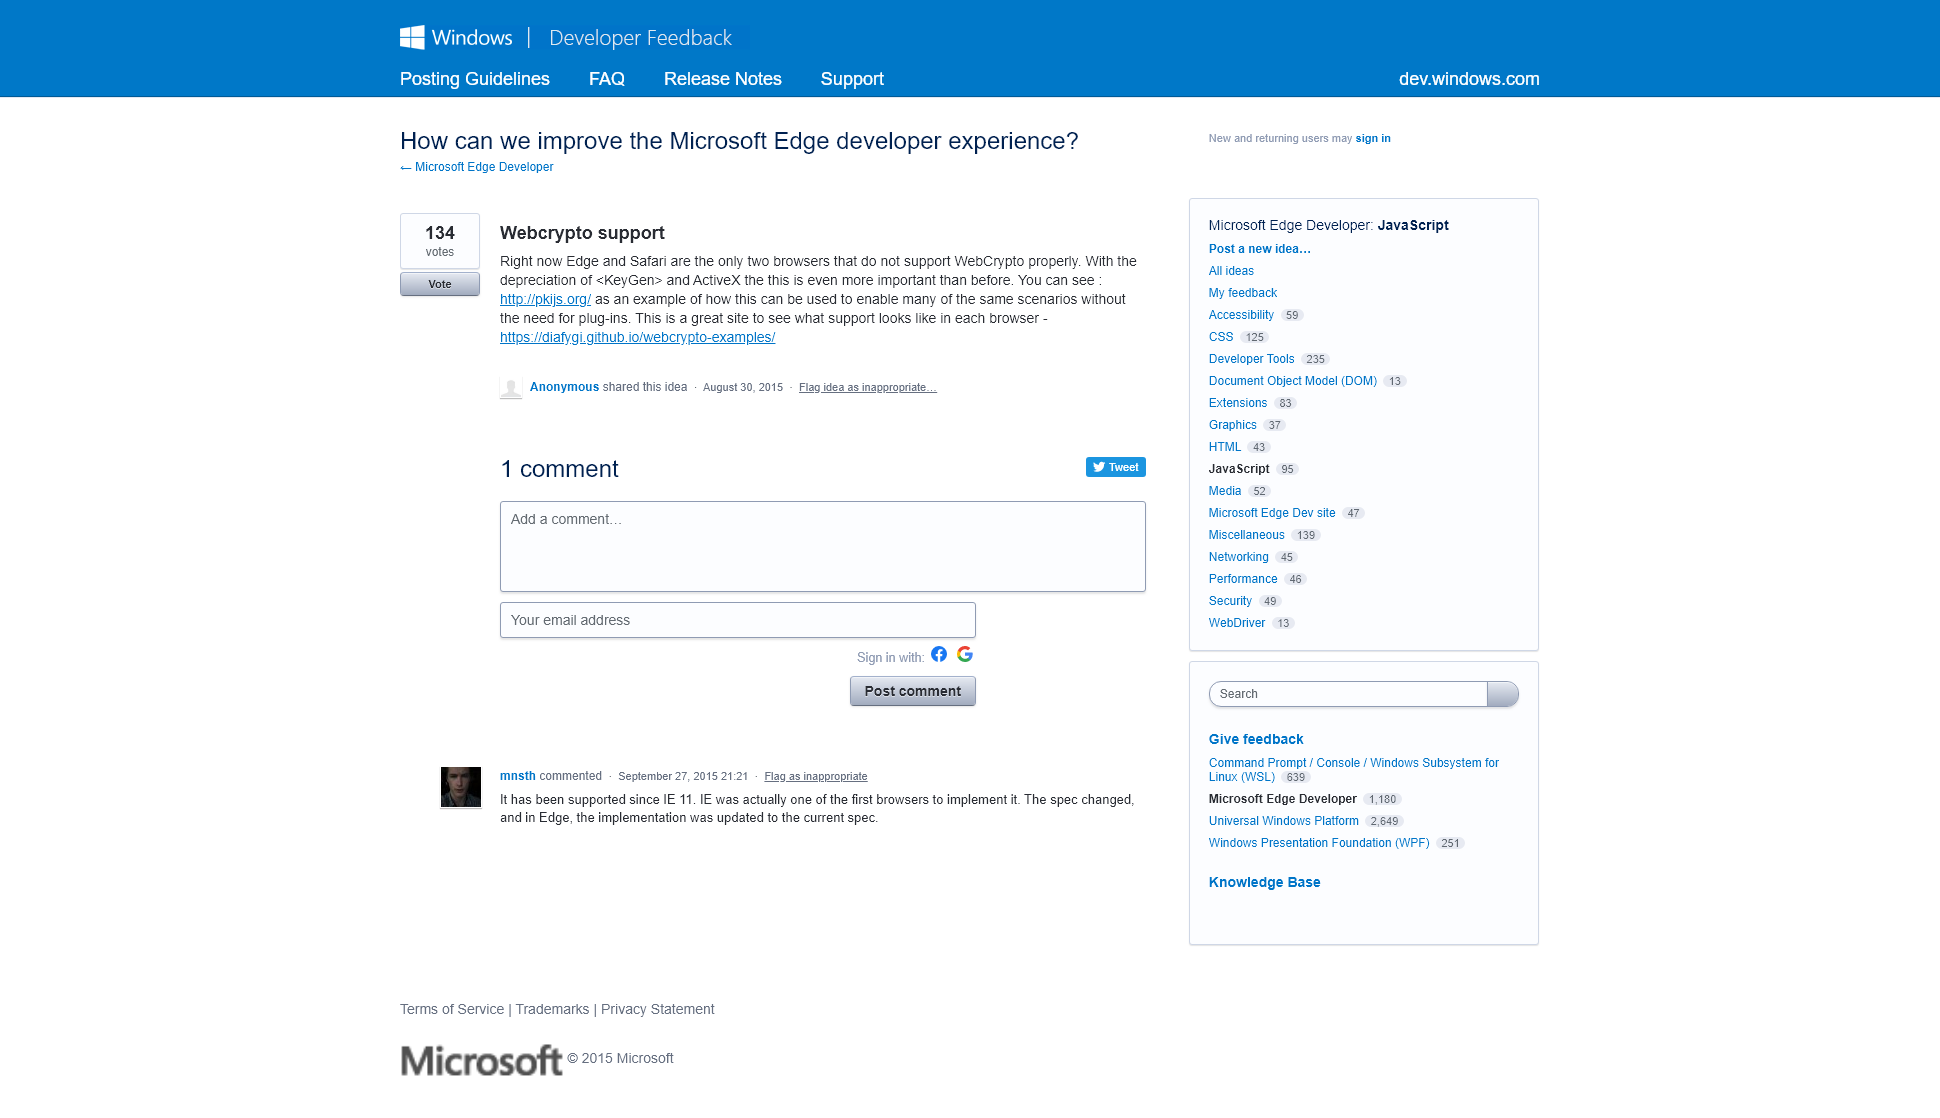 Windows | Developer Feedback
Posting Guidelines FAQ Release Notes Support dev.windows.com
How can we improve the Microsoft Edge developer experience?
← Microsoft Edge Developer
New and returning users may sign in
134
votes
Vote
Webcrypto support
Right now Edge and Safari are the only two browsers that do not support WebCrypto properly. With the
depreciation of <KeyGen> and ActiveX the this is even more important than before. You can see :
http://pkijs.org/ as an example of how this can be used to enable many of the same scenarios without
the need for plug-ins. This is a great site to see what support looks like in each browser -
https://diafygi.github.io/webcrypto-examples/
Anonymous shared this idea · August 30, 2015 · Flag idea as inappropriate…
1 comment
Tweet
Add a comment…
Your email address
Sign in with:
Post comment
mnsth commented · September 27, 2015 21:21 · Flag as inappropriate
It has been supported since IE 11. IE was actually one of the first browsers to implement it. The spec changed,
and in Edge, the implementation was updated to the current spec.
Microsoft Edge Developer: JavaScript
Post a new idea…
All ideas
My feedback
Accessibility 59
CSS 125
Developer Tools 235
Document Object Model (DOM) 13
Extensions 83
Graphics 37
HTML 43
JavaScript 95
Media 52
Microsoft Edge Dev site 47
Miscellaneous 139
Networking 45
Performance 46
Security 49
WebDriver 13
Search
Give feedback
Command Prompt / Console / Windows Subsystem for
Linux (WSL) 639
Microsoft Edge Developer 1,180
Universal Windows Platform 2,649
Windows Presentation Foundation (WPF) 251
Knowledge Base
Terms of Service | Trademarks | Privacy Statement
Microsoft © 2015 Microsoft